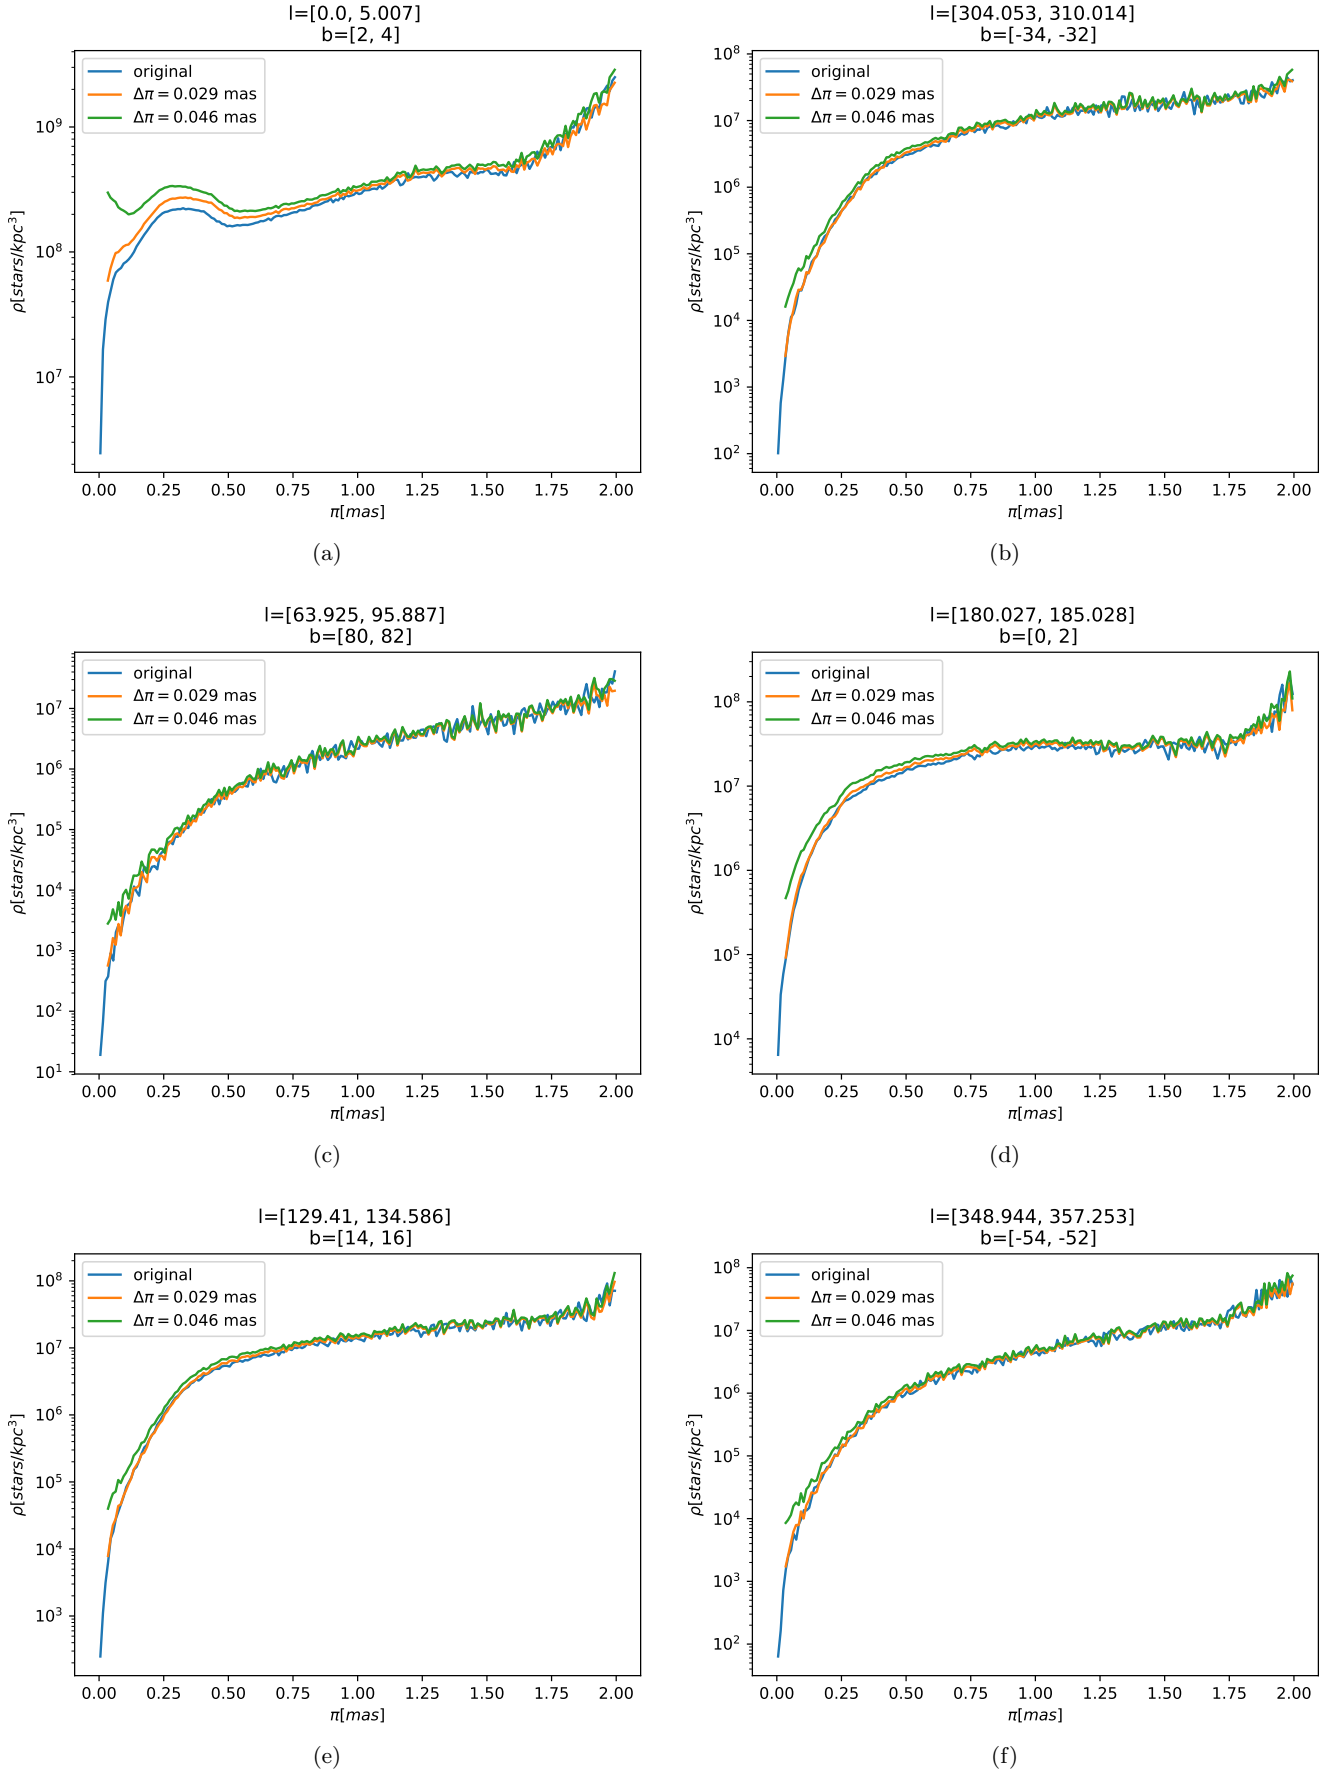 l=[0.0, 5.007]
b=[2, 4]
original
Δπ = 0.029 mas
Δπ = 0.046 mas
10⁹
10⁸
10⁷
ρ[stars/kpc³]
0.00 0.25 0.50 0.75 1.00 1.25 1.50 1.75 2.00
π[mas]
(a)
l=[304.053, 310.014]
b=[-34, -32]
original
Δπ = 0.029 mas
Δπ = 0.046 mas
10⁸
10⁷
10⁶
10⁵
10⁴
10³
10²
ρ[stars/kpc³]
0.00 0.25 0.50 0.75 1.00 1.25 1.50 1.75 2.00
π[mas]
(b)
l=[63.925, 95.887]
b=[80, 82]
original
Δπ = 0.029 mas
Δπ = 0.046 mas
10⁷
10⁶
10⁵
10⁴
10³
10²
10¹
ρ[stars/kpc³]
0.00 0.25 0.50 0.75 1.00 1.25 1.50 1.75 2.00
π[mas]
(c)
l=[180.027, 185.028]
b=[0, 2]
original
Δπ = 0.029 mas
Δπ = 0.046 mas
10⁸
10⁷
10⁶
10⁵
10⁴
ρ[stars/kpc³]
0.00 0.25 0.50 0.75 1.00 1.25 1.50 1.75 2.00
π[mas]
(d)
l=[129.41, 134.586]
b=[14, 16]
original
Δπ = 0.029 mas
Δπ = 0.046 mas
10⁸
10⁷
10⁶
10⁵
10⁴
10³
ρ[stars/kpc³]
0.00 0.25 0.50 0.75 1.00 1.25 1.50 1.75 2.00
π[mas]
(e)
l=[348.944, 357.253]
b=[-54, -52]
original
Δπ = 0.029 mas
Δπ = 0.046 mas
10⁸
10⁷
10⁶
10⁵
10⁴
10³
10²
ρ[stars/kpc³]
0.00 0.25 0.50 0.75 1.00 1.25 1.50 1.75 2.00
π[mas]
(f)